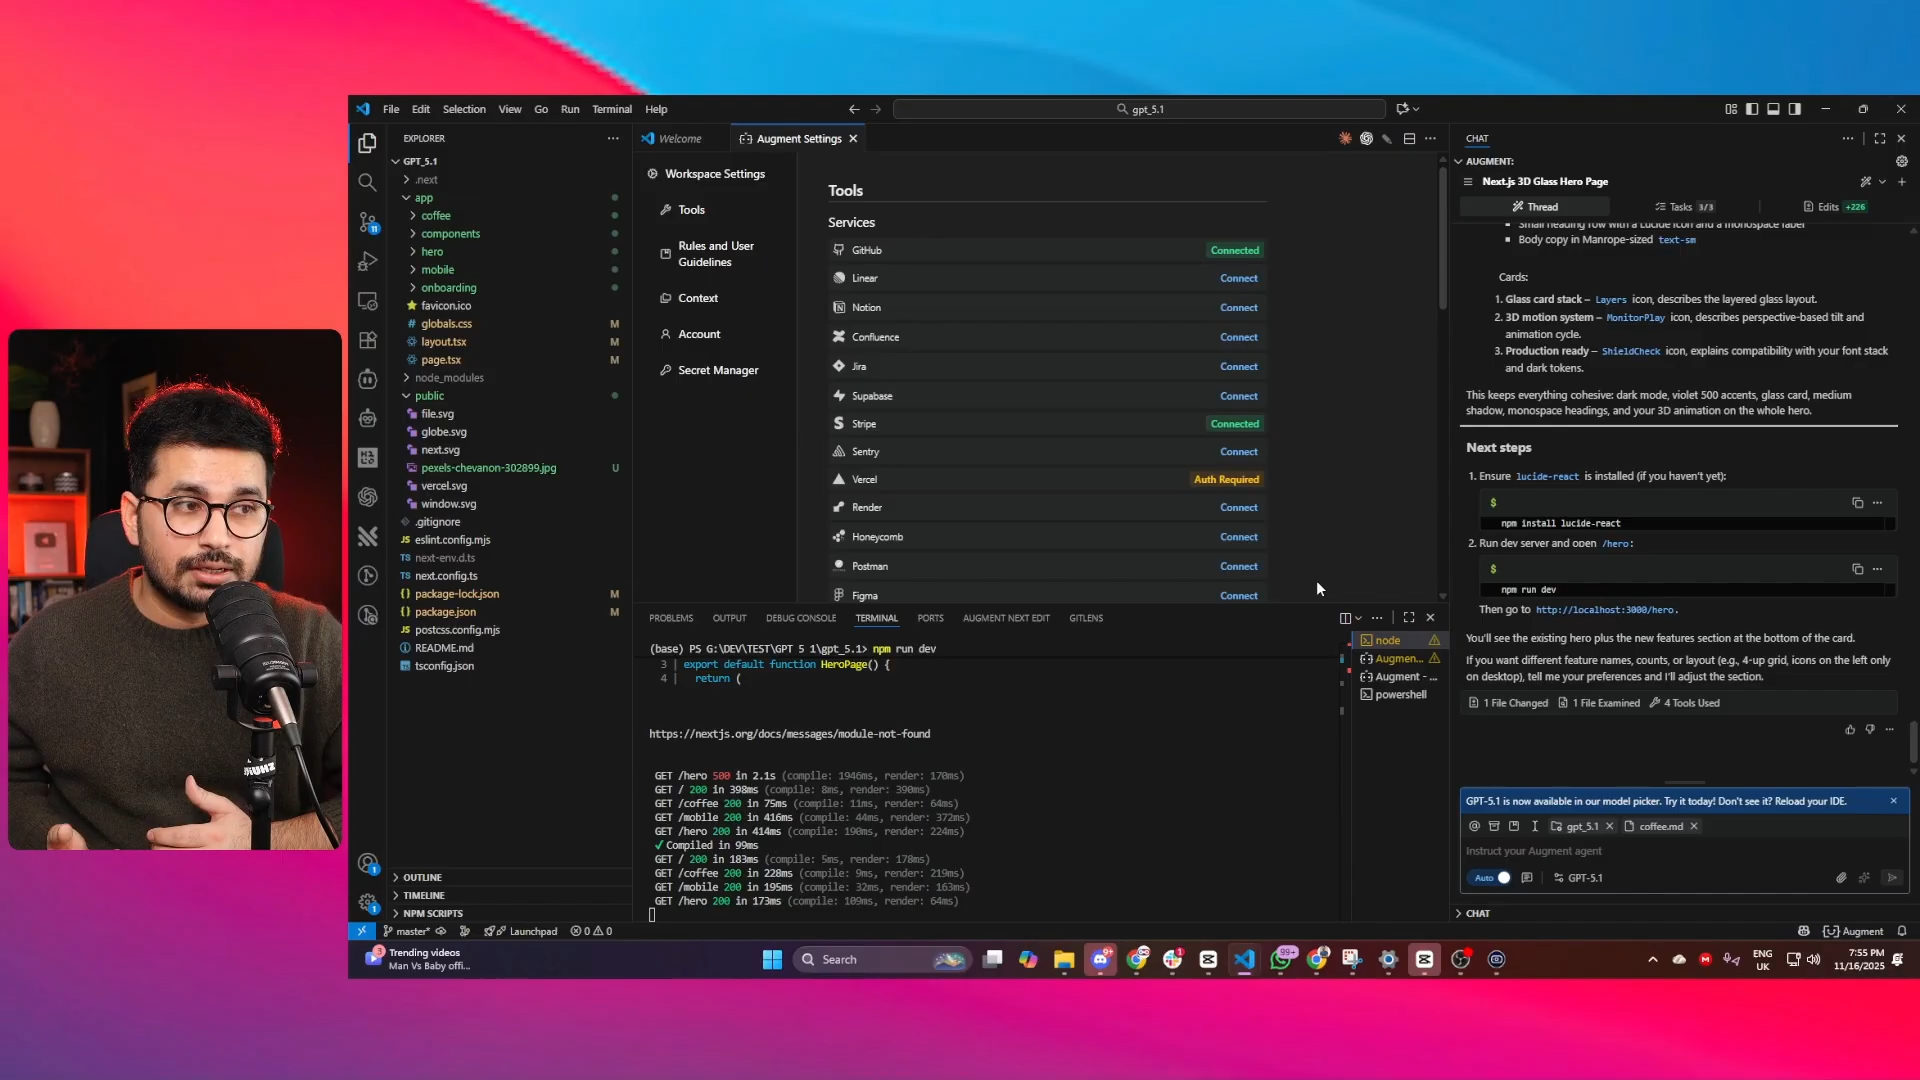 File Edit Selection View Go Run Terminal Help
gpt_5.1
EXPLORER
GPT_5.1
.next
app
coffee
components
hero
mobile
onboarding
favicon.ico
globals.css M
layout.tsx M
page.tsx M
node_modules
public
file.svg
globe.svg
next.svg
pexels-chevanon-302899.jpg U
vercel.svg
window.svg
.gitignore
eslint.config.mjs
next-env.d.ts
next.config.ts
package-lock.json M
package.json M
postcss.config.mjs
README.md
tsconfig.json
OUTLINE
TIMELINE
NPM SCRIPTS
Welcome
Augment Settings
Workspace Settings
Tools
Rules and User
Guidelines
Context
Account
Secret Manager
Tools
Services
GitHub Connected
Linear Connect
Notion Connect
Confluence Connect
Jira Connect
Supabase Connect
Stripe Connected
Sentry Connect
Vercel Auth Required
Render Connect
Honeycomb Connect
Postman Connect
Figma Connect
PROBLEMS OUTPUT DEBUG CONSOLE TERMINAL PORTS AUGMENT NEXT EDIT GITLENS
(base) PS G:\DEV\TEST\GPT 5 1\gpt_5.1> npm run dev
3 | export default function HeroPage() {
4 | return (
https://nextjs.org/docs/messages/module-not-found
GET /hero 500 in 2.1s (compile: 1946ms, render: 170ms)
GET / 200 in 398ms (compile: 8ms, render: 390ms)
GET /coffee 200 in 75ms (compile: 11ms, render: 64ms)
GET /mobile 200 in 416ms (compile: 44ms, render: 372ms)
GET /hero 200 in 414ms (compile: 190ms, render: 224ms)
✓ Compiled in 99ms
GET / 200 in 183ms (compile: 5ms, render: 178ms)
GET /coffee 200 in 228ms (compile: 9ms, render: 219ms)
GET /mobile 200 in 195ms (compile: 32ms, render: 163ms)
GET /hero 200 in 173ms (compile: 109ms, render: 64ms)
node
Augmen...
Augment - ...
powershell
CHAT
AUGMENT:
Next.js 3D Glass Hero Page
Thread Tasks 3/3 Edits +226
Small heading row with a Lucide icon and a monospace label
Body copy in Manrope-sized text-sm
Cards:
1. Glass card stack – Layers icon, describes the layered glass layout.
2. 3D motion system – MonitorPlay icon, describes perspective-based tilt and
animation cycle.
3. Production ready – ShieldCheck icon, explains compatibility with your font stack
and dark tokens.
This keeps everything cohesive: dark mode, violet 500 accents, glass card, medium
shadow, monospace headings, and your 3D animation on the whole hero.
Next steps
1. Ensure lucide-react is installed (if you haven't yet):
$
npm install lucide-react
2. Run dev server and open /hero:
$
npm run dev
Then go to http://localhost:3000/hero.
You'll see the existing hero plus the new features section at the bottom of the card.
If you want different feature names, counts, or layout (e.g., 4-up grid, icons on the left only
on desktop), tell me your preferences and I'll adjust the section.
1 File Changed 1 File Examined 4 Tools Used
GPT-5.1 is now available in our model picker. Try it today! Don't see it? Reload your IDE.
gpt_5.1 coffee.md
Instruct your Augment agent
Auto GPT-5.1
CHAT
master* Launchpad 0 0
Augment
Trending videos
Man Vs Baby offi...
Search
99+
ENG
UK
7:55 PM
11/16/2025